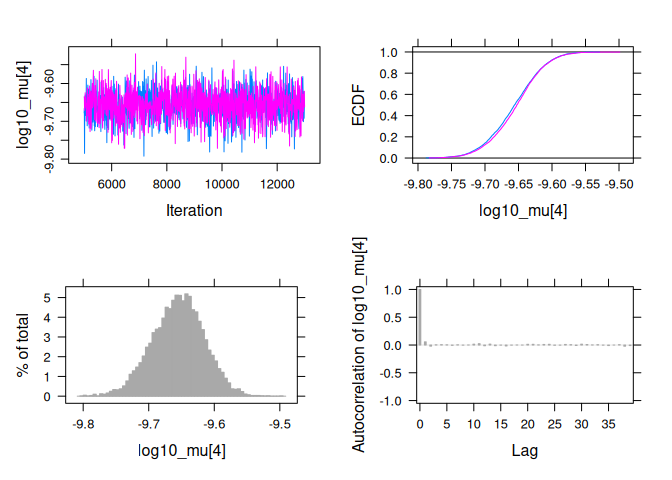 log10_mu[4]
-9.60
-9.70
-9.80
6000 8000 10000 12000
Iteration
ECDF
1.0
0.8
0.6
0.4
0.2
0.0
-9.80 -9.75 -9.70 -9.65 -9.60 -9.55 -9.50
log10_mu[4]
% of total
5
4
3
2
1
0
-9.8 -9.7 -9.6 -9.5
log10_mu[4]
Autocorrelation of log10_mu[4]
1.0
0.5
0.0
-0.5
-1.0
0 5 10 15 20 25 30 35
Lag